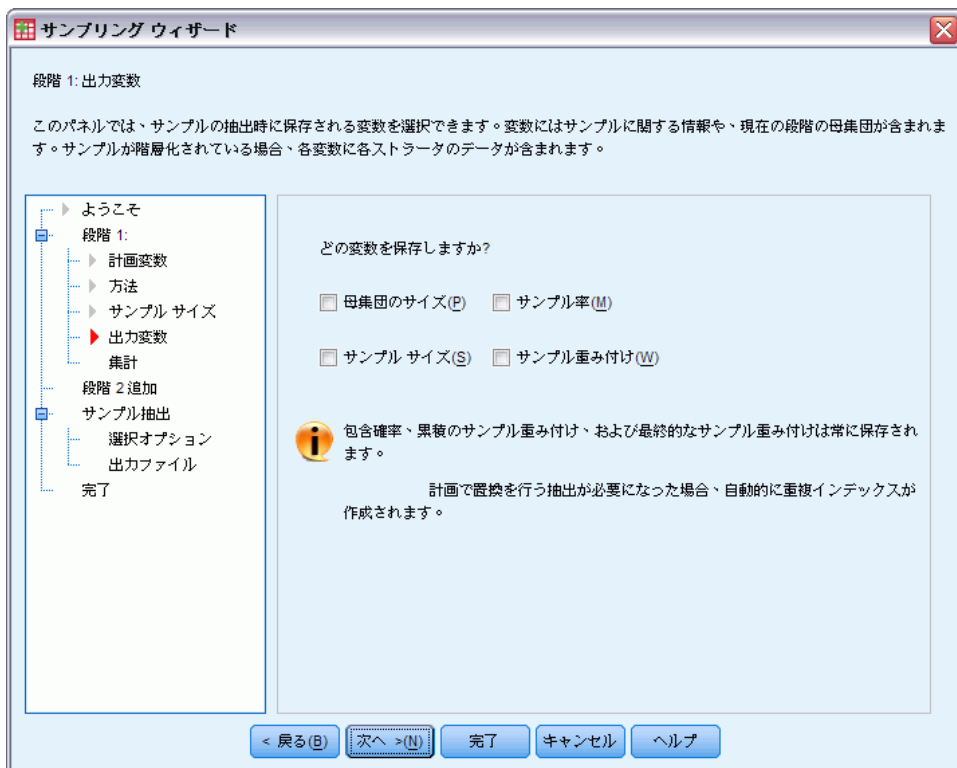 サンプリング ウィザード
段階 1: 出力変数
このパネルでは、サンプルの抽出時に保存される変数を選択できます。変数にはサンプルに関する情報や、現在の段階の母集団が含まれま
す。サンプルが階層化されている場合、各変数に各ストラータのデータが含まれます。
ようこそ
段階 1:
計画変数
方法
サンプル サイズ
出力変数
集計
段階 2 追加
サンプル抽出
選択オプション
出力ファイル
完了
どの変数を保存しますか?
母集団のサイズ(P) サンプル率(M)
サンプル サイズ(S) サンプル重み付け(W)
包含確率、累積のサンプル重み付け、および最終的なサンプル重み付けは常に保存され
ます。
計画で置換を行う抽出が必要になった場合、自動的に重複インデックスが
作成されます。
< 戻る(B) 次へ >(N) 完了 キャンセル ヘルプ